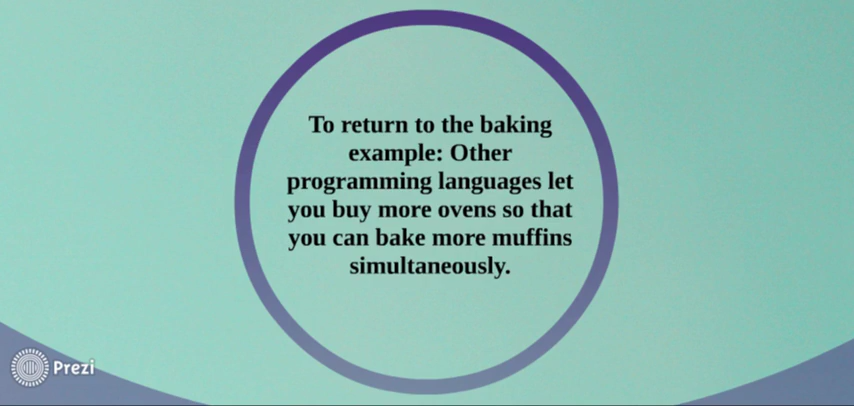 To return to the baking
example: Other
programming languages let
you buy more ovens so that
you can bake more muffins
simultaneously.
Prezi